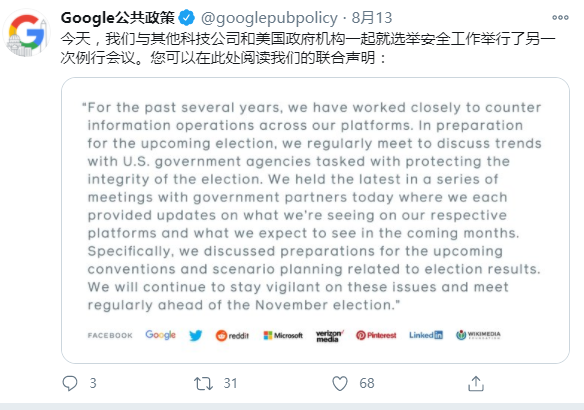 Google公共政策 @googlepubpolicy · 8月13
今天，我们与其他科技公司和美国政府机构一起就选举安全工作举行了另一
次例行会议。您可以在此处阅读我们的联合声明：
“For the past several years, we have worked closely to counter
information operations across our platforms. In preparation
for the upcoming election, we regularly meet to discuss trends
with U.S. government agencies tasked with protecting the
integrity of the election. We held the latest in a series of
meetings with government partners today where we each
provided updates on what we're seeing on our respective
platforms and what we expect to see in the coming months.
Specifically, we discussed preparations for the upcoming
conventions and scenario planning related to election results.
We will continue to stay vigilant on these issues and meet
regularly ahead of the November election.”
FACEBOOK Google reddit Microsoft verizon media Pinterest LinkedIn WIKIMEDIA FOUNDATION
3 31 68